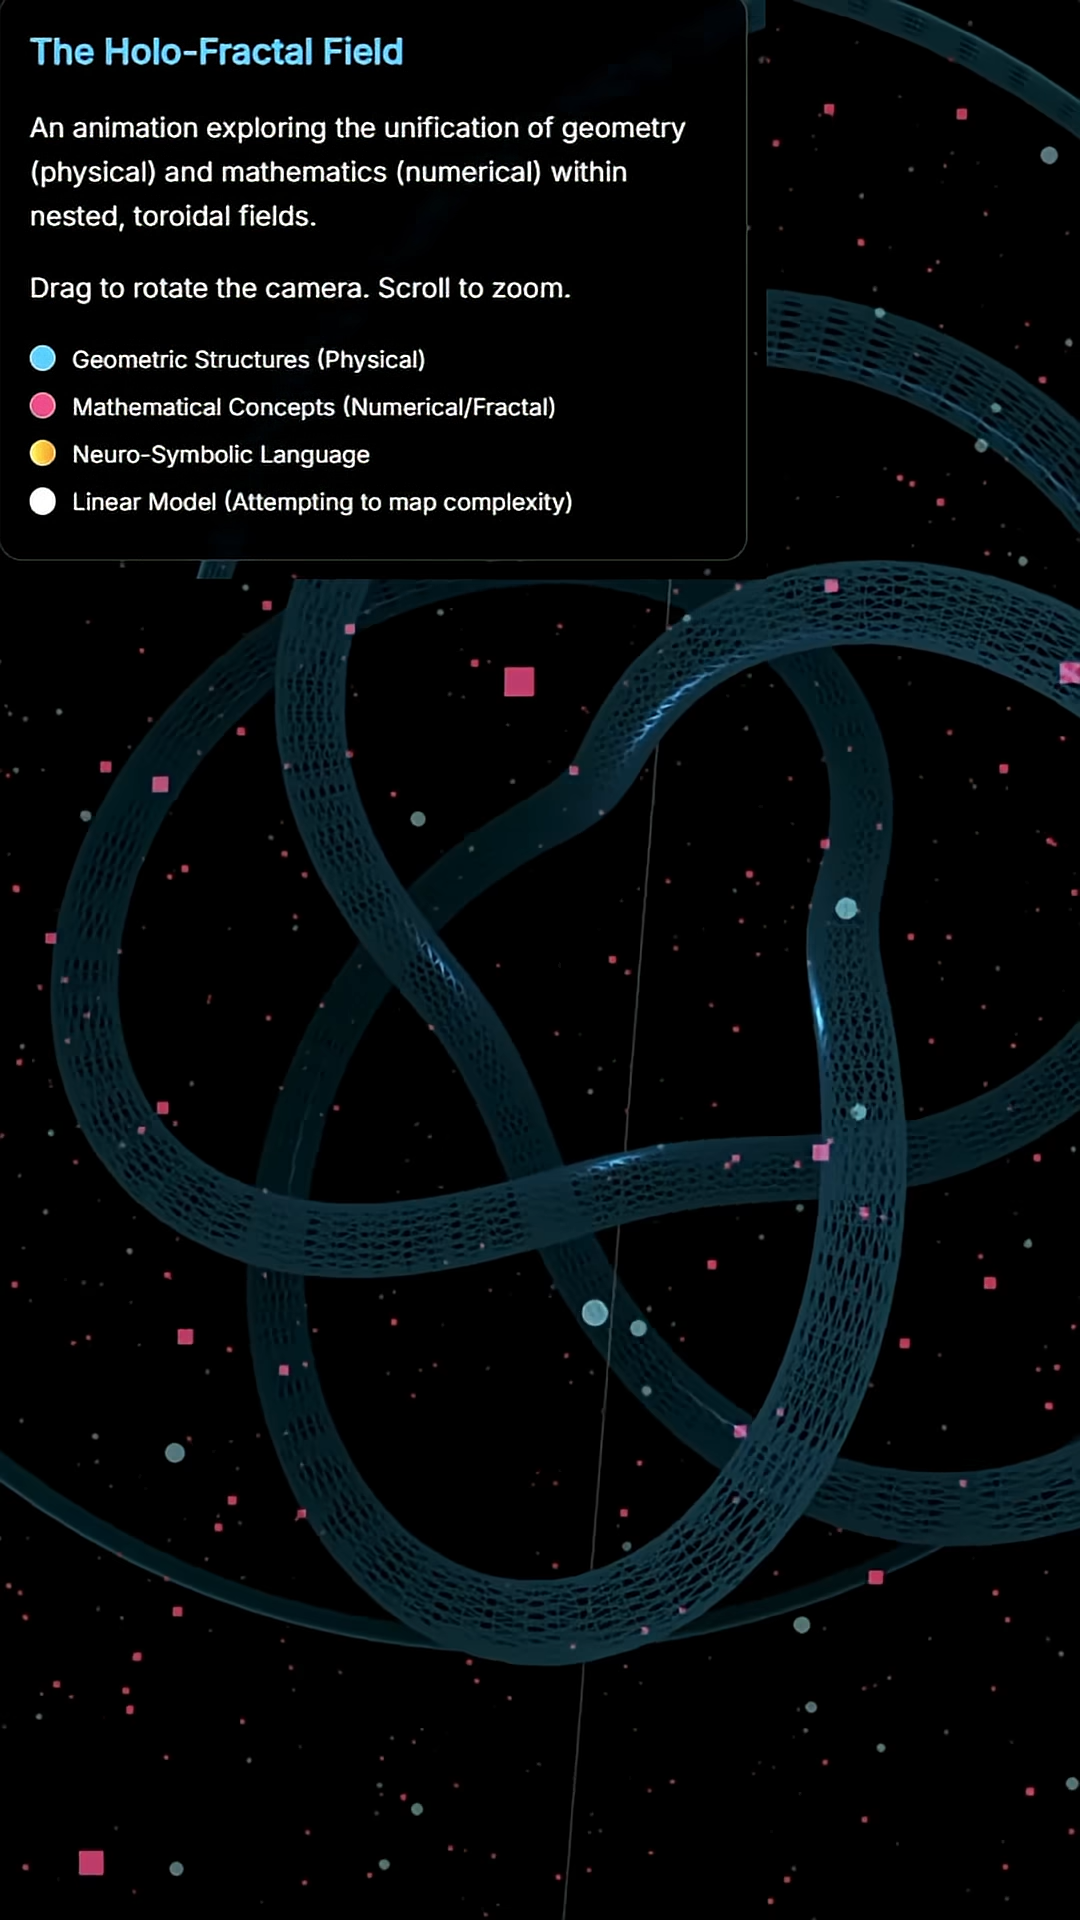 The Holo-Fractal Field
An animation exploring the unification of geometry
(physical) and mathematics (numerical) within
nested, toroidal fields.
Drag to rotate the camera. Scroll to zoom.
Geometric Structures (Physical)
Mathematical Concepts (Numerical/Fractal)
Neuro-Symbolic Language
Linear Model (Attempting to map complexity)